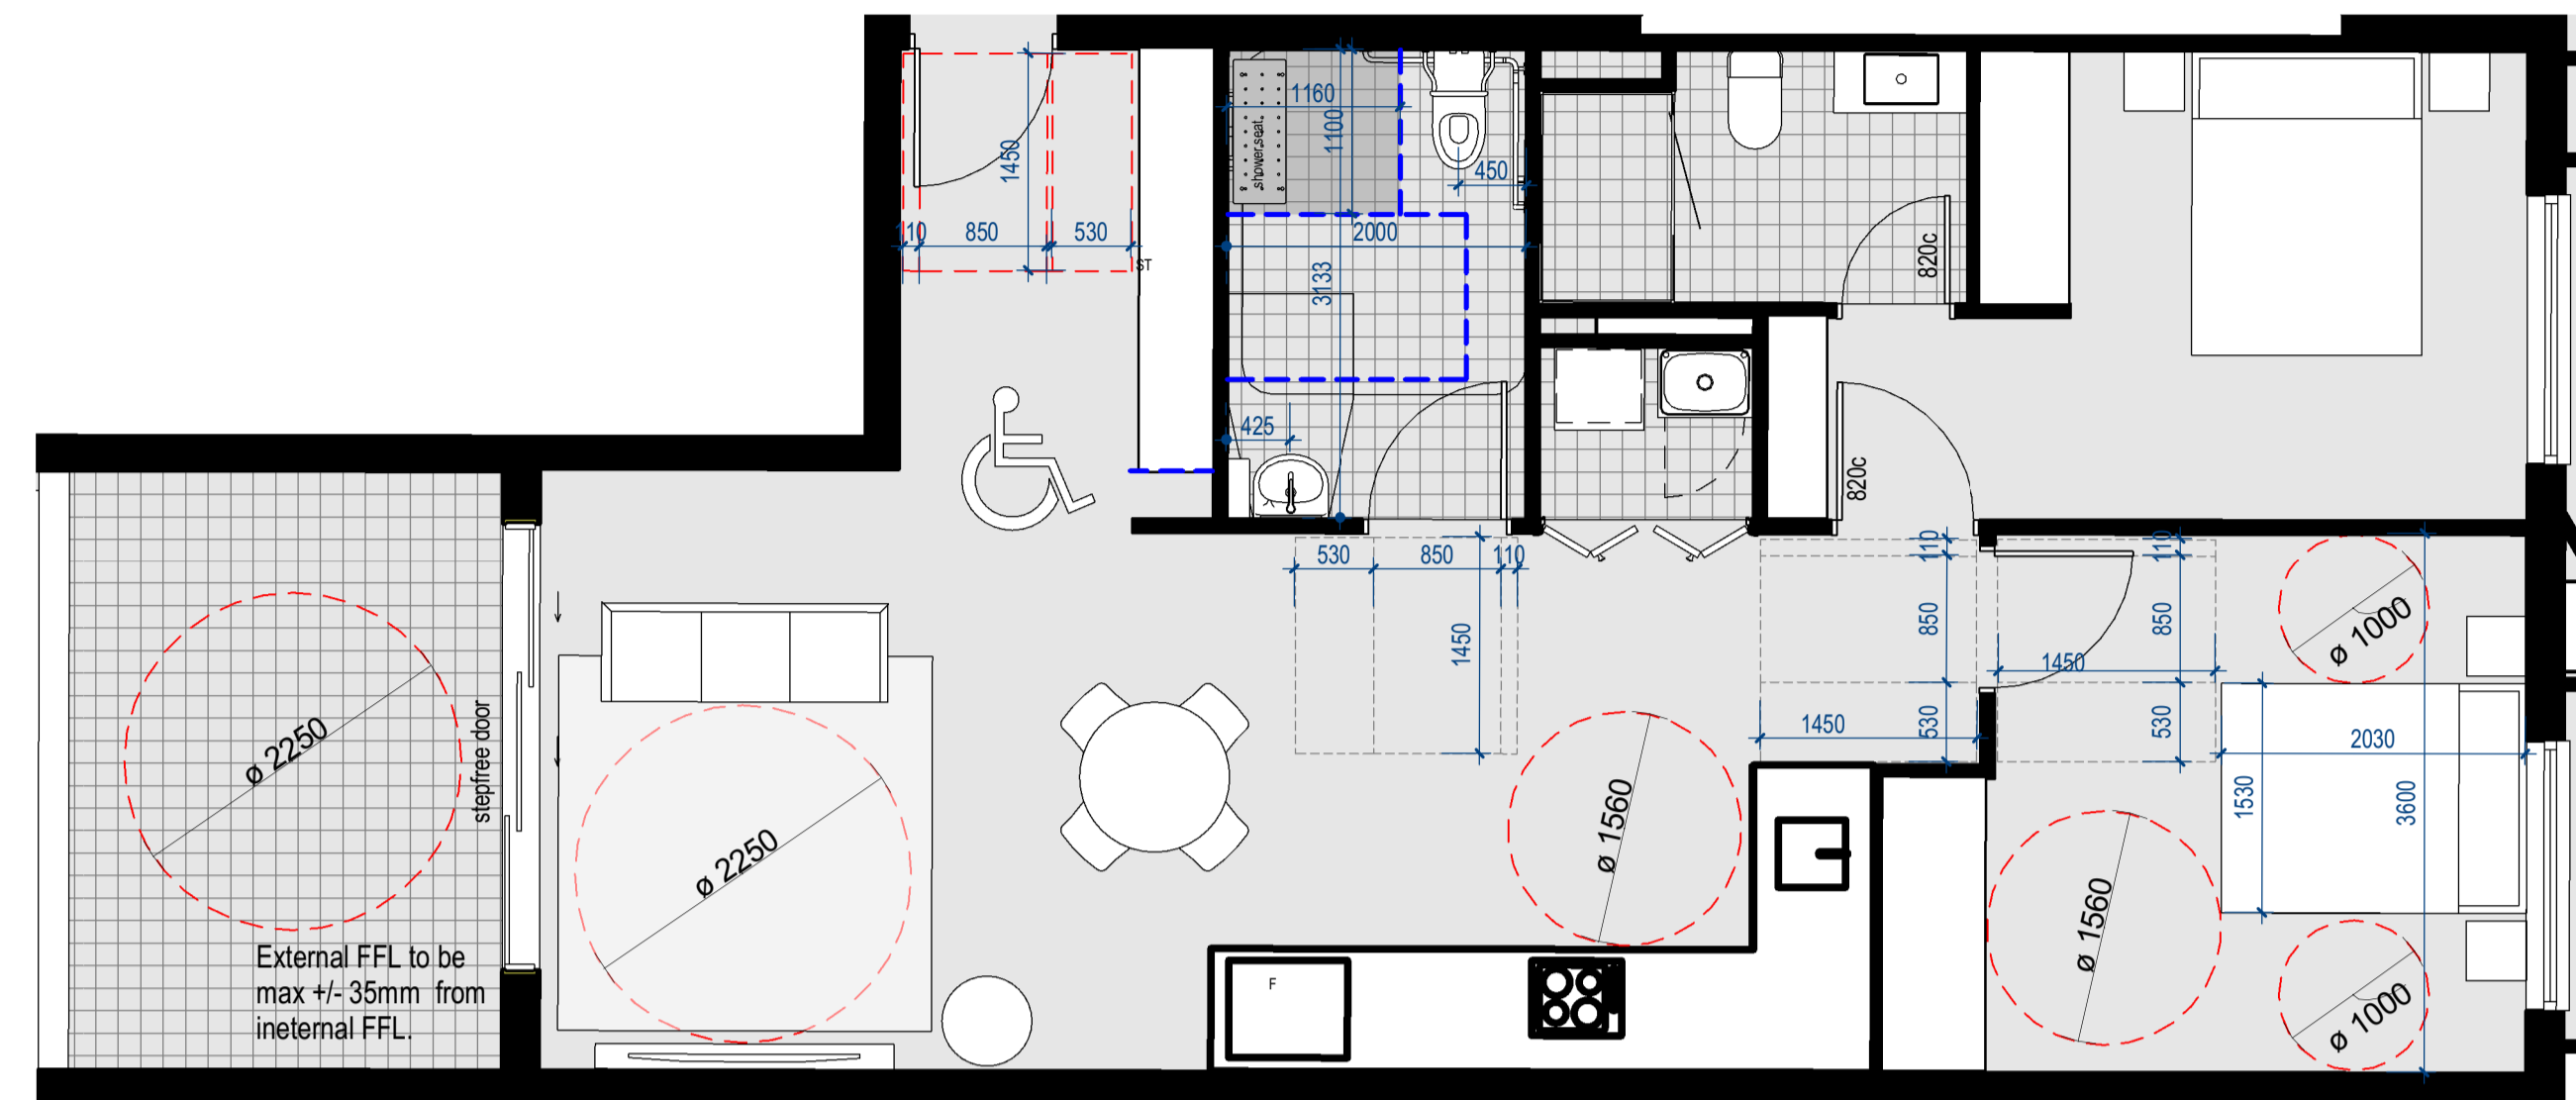 1450
110
850
530
ST
1160
1100
shower seat
450
2000
3133
425
820c
820c
530
850
110
1450
110
850
530
1450
110
850
530
1450
ø 1000
2030
1530
3600
ø 1560
ø 1000
ø 1560
ø 2250
ø 2250
stepfree door
External FFL to be
max +/- 35mm from
ineternal FFL.
F